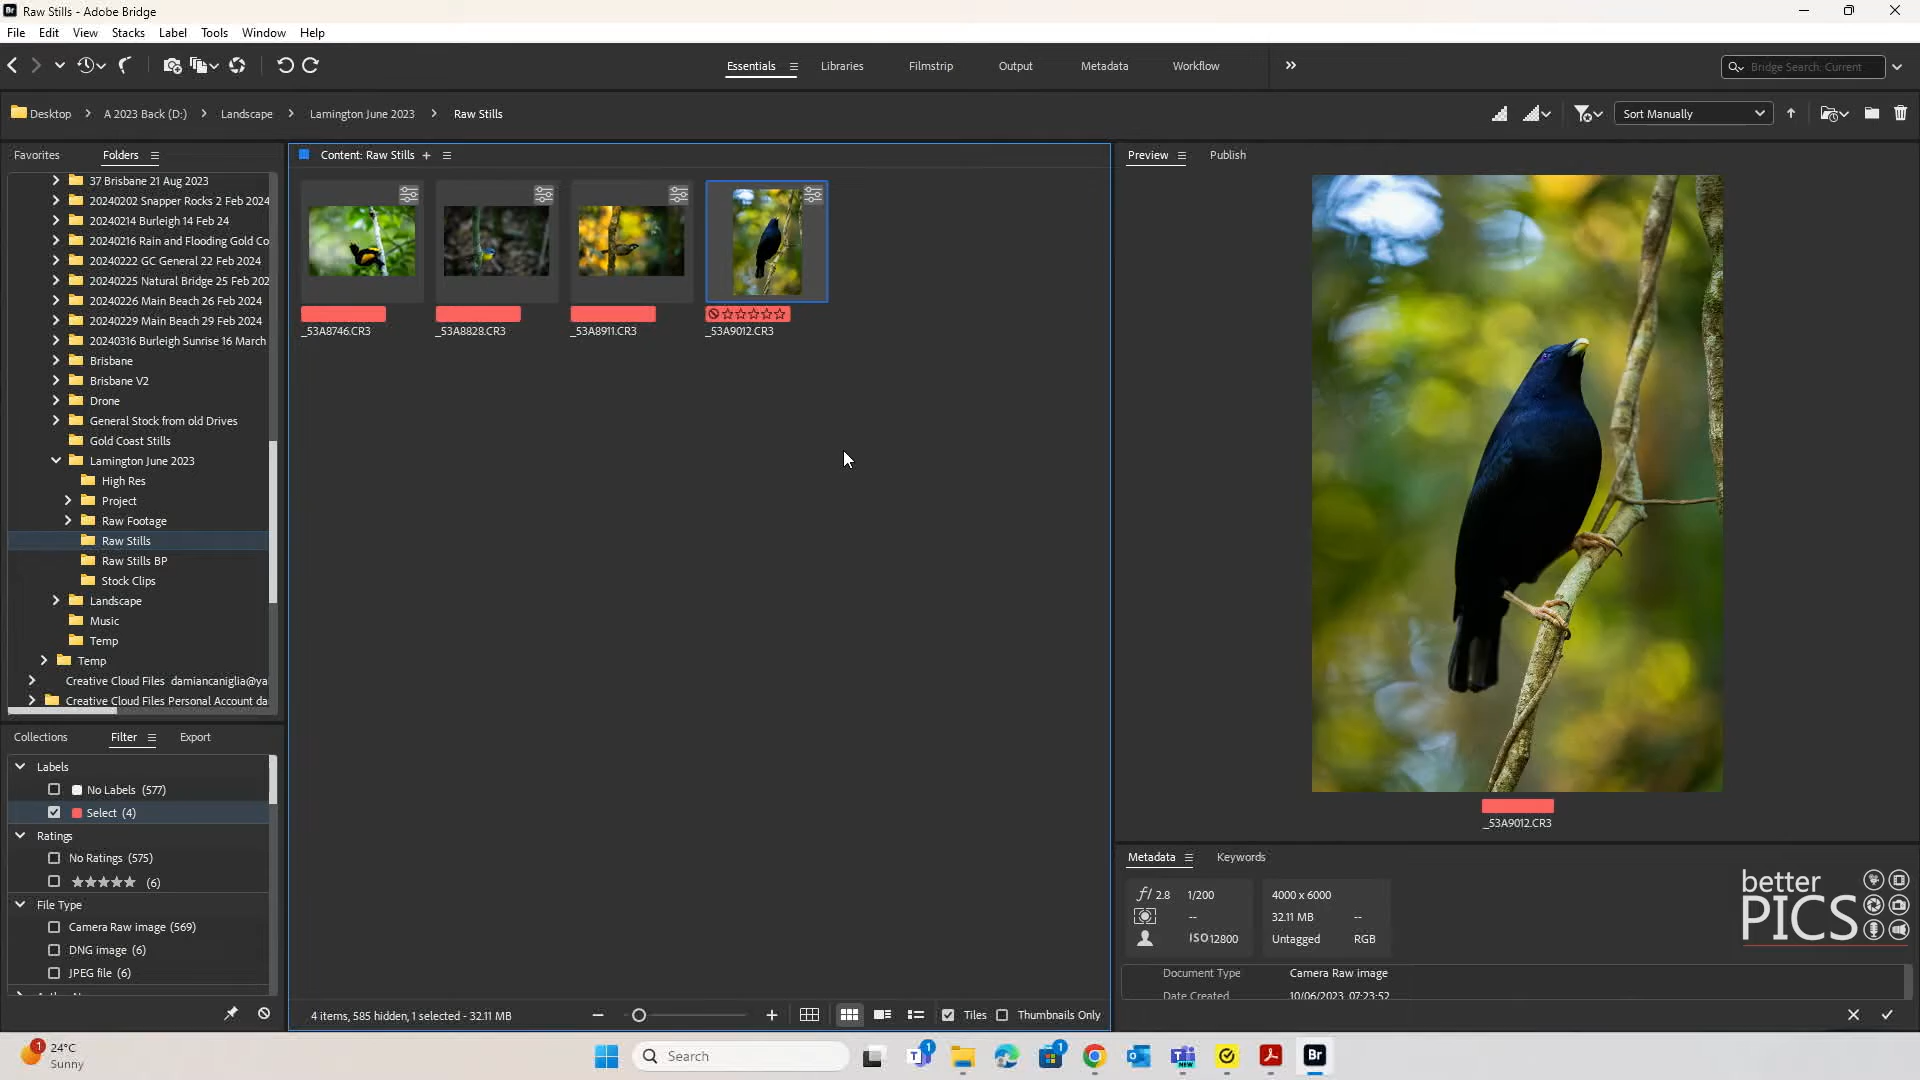 Raw Stills - Adobe Bridge
File Edit View Stacks Label Tools Window Help
Essentials Libraries Filmstrip Output Metadata Workflow
Bridge Search: Current
Desktop A 2023 Back (D:) Landscape Lamington June 2023 Raw Stills
Sort Manually
Favorites Folders
37 Brisbane 21 Aug 2023
20240202 Snapper Rocks 2 Feb 2024
20240214 Burleigh 14 Feb 24
20240216 Rain and Flooding Gold Co
20240222 GC General 22 Feb 2024
20240225 Natural Bridge 25 Feb 202
20240226 Main Beach 26 Feb 2024
20240229 Main Beach 29 Feb 2024
20240316 Burleigh Sunrise 16 March
Brisbane
Brisbane V2
Drone
General Stock from old Drives
Gold Coast Stills
Lamington June 2023
High Res
Project
Raw Footage
Raw Stills
Raw Stills BP
Stock Clips
Landscape
Music
Temp
Temp
Creative Cloud Files damiancaniglia@ya
Creative Cloud Files Personal Account da
Collections Filter Export
Labels
No Labels (577)
Select (4)
Ratings
No Ratings (575)
(6)
File Type
Camera Raw image (569)
DNG image (6)
JPEG file (6)
Content: Raw Stills
_53A8746.CR3
_53A8828.CR3
_53A8911.CR3
_53A9012.CR3
4 items, 585 hidden, 1 selected - 32.11 MB
Tiles Thumbnails Only
Preview Publish
_53A9012.CR3
Metadata Keywords
f/ 2.8 1/200
--
ISO12800
4000 x 6000
32.11 MB --
Untagged RGB
Document Type Camera Raw image
Date Created 10/06/2023, 07:23:52
better
PICS
1
24°C
Sunny
Search
1
1
NEW
Br